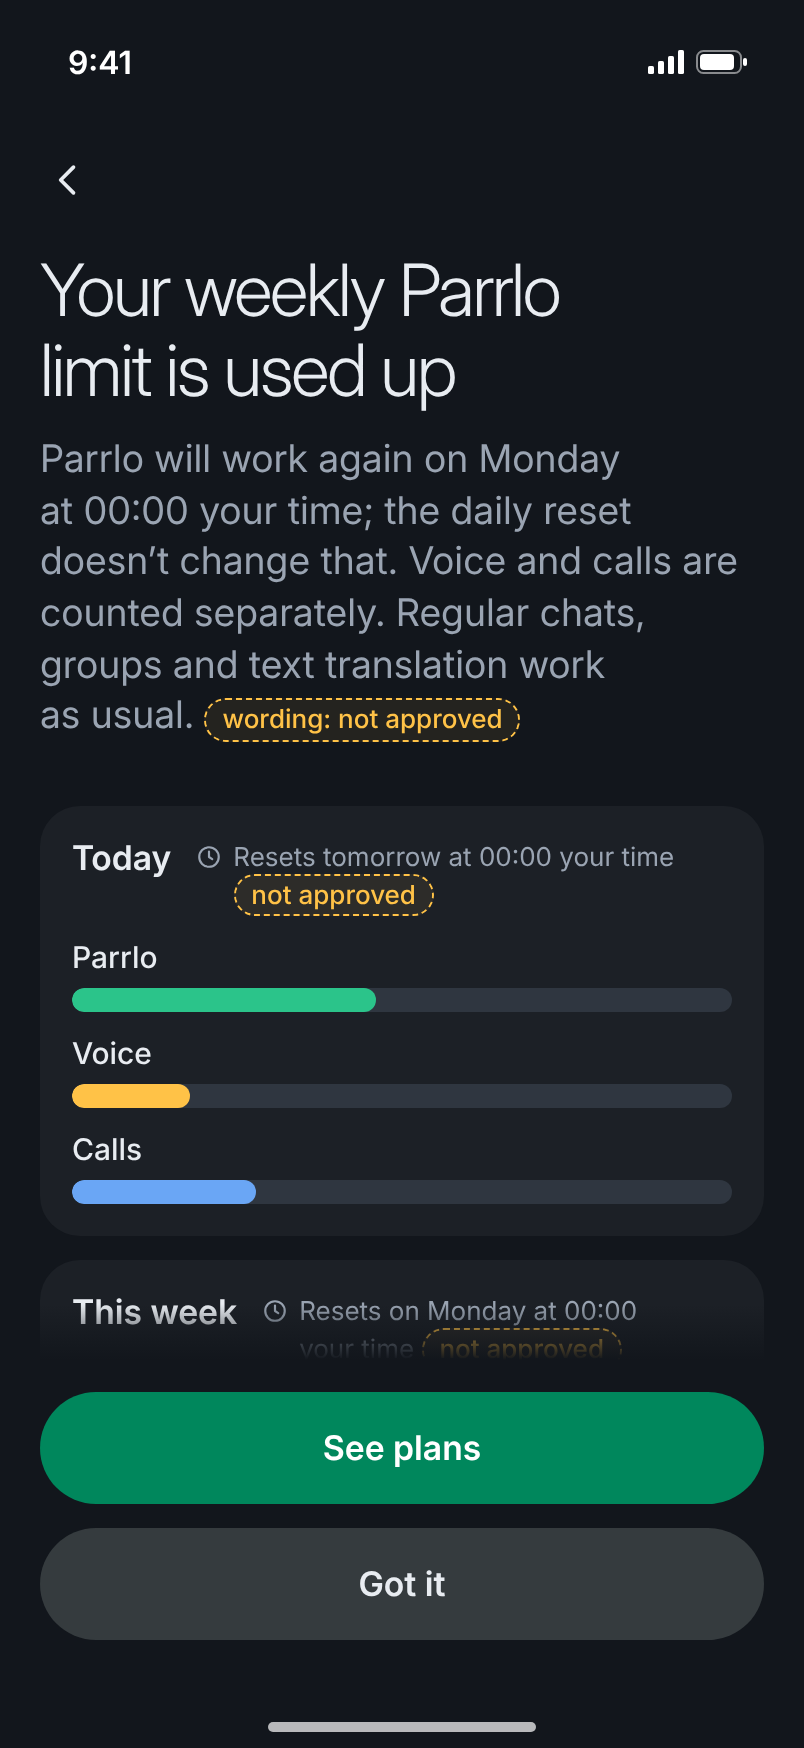 9:41
Your weekly Parrlo
limit is used up
Parrlo will work again on Monday
at 00:00 your time; the daily reset
doesn’t change that. Voice and calls are
counted separately. Regular chats,
groups and text translation work
as usual. wording: not approved
Today Resets tomorrow at 00:00 your time
not approved
Parrlo
Voice
Calls
This week Resets on Monday at 00:00
your time not approved
See plans
Got it